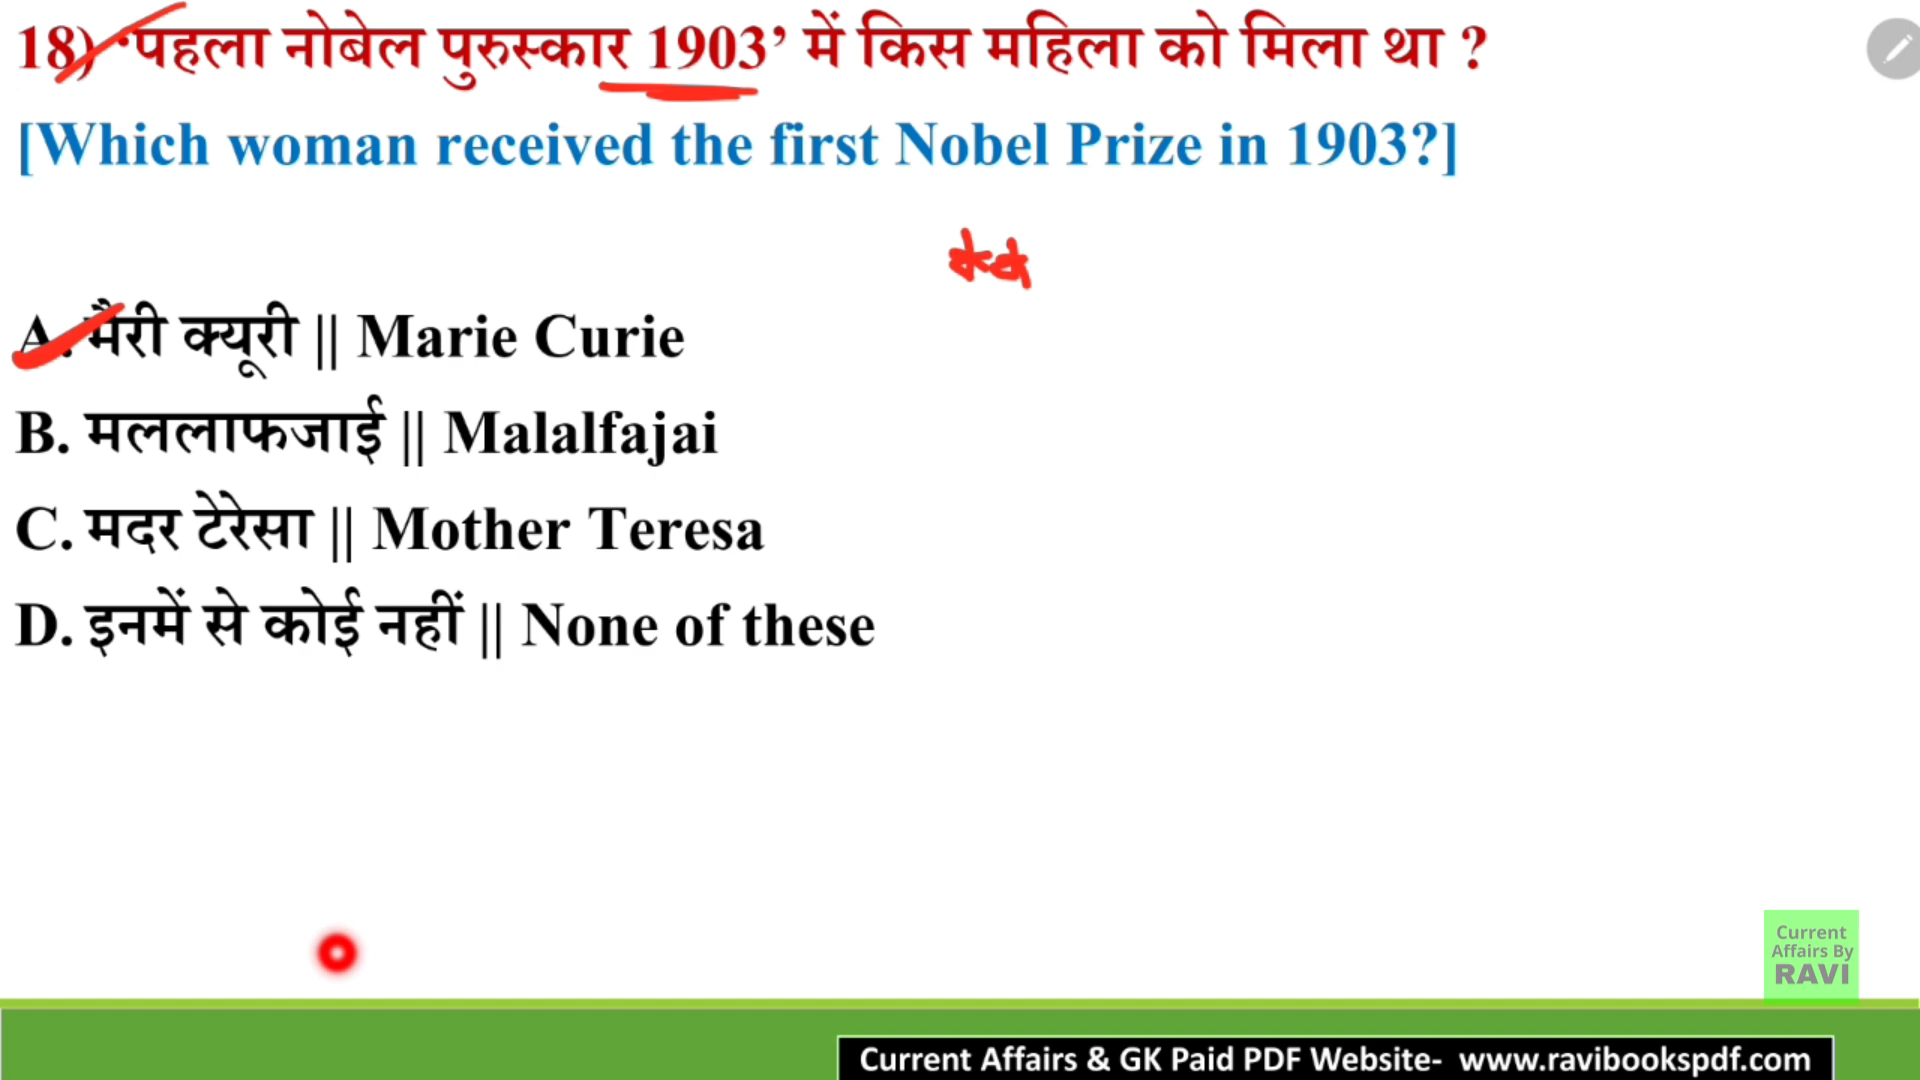 18) ‘पहला नोबेल पुरुस्कार 1903’ में किस महिला को मिला था ?
[Which woman received the first Nobel Prize in 1903?]
A. मैरी क्यूरी || Marie Curie
B. मललाफजाई || Malalfajai
C. मदर टेरेसा || Mother Teresa
D. इनमें से कोई नहीं || None of these
Current
Affairs By
RAVI
Current Affairs & GK Paid PDF Website- www.ravibookspdf.com